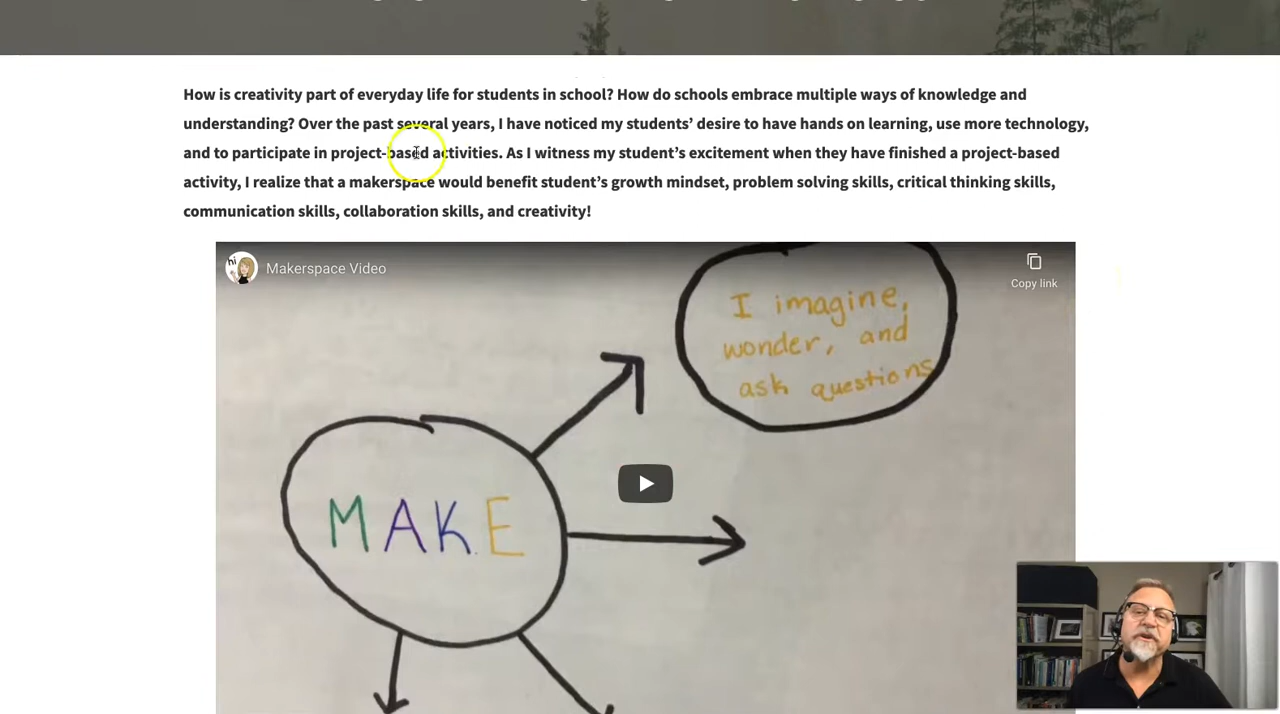 How is creativity part of everyday life for students in school? How do schools embrace multiple ways of knowledge and
understanding? Over the past several years, I have noticed my students’ desire to have hands on learning, use more technology,
and to participate in project-based activities. As I witness my student’s excitement when they have finished a project-based
activity, I realize that a makerspace would benefit student’s growth mindset, problem solving skills, critical thinking skills,
communication skills, collaboration skills, and creativity!
hi
Makerspace Video
Copy link
I imagine,
wonder, and
ask questions
MAKE